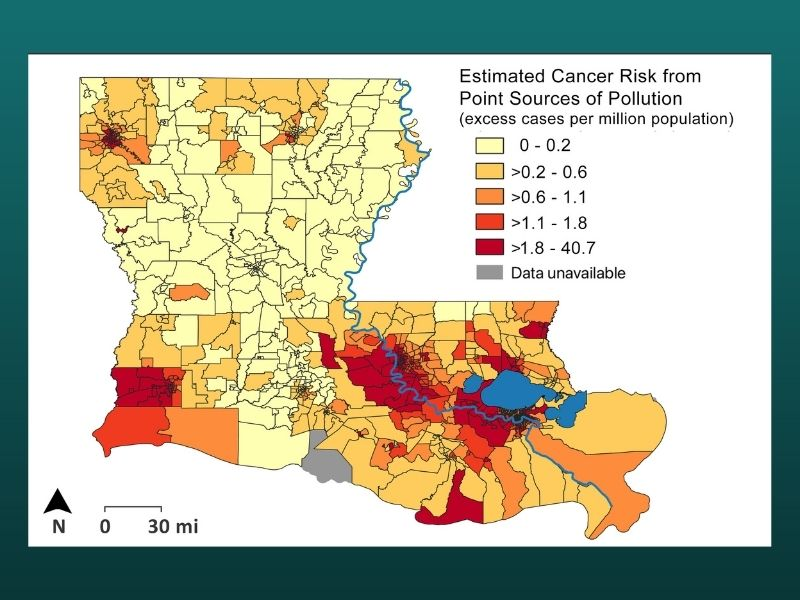 Estimated Cancer Risk from
Point Sources of Pollution
(excess cases per million population)
0 - 0.2
>0.2 - 0.6
>0.6 - 1.1
>1.1 - 1.8
>1.8 - 40.7
Data unavailable
N 0 30 mi